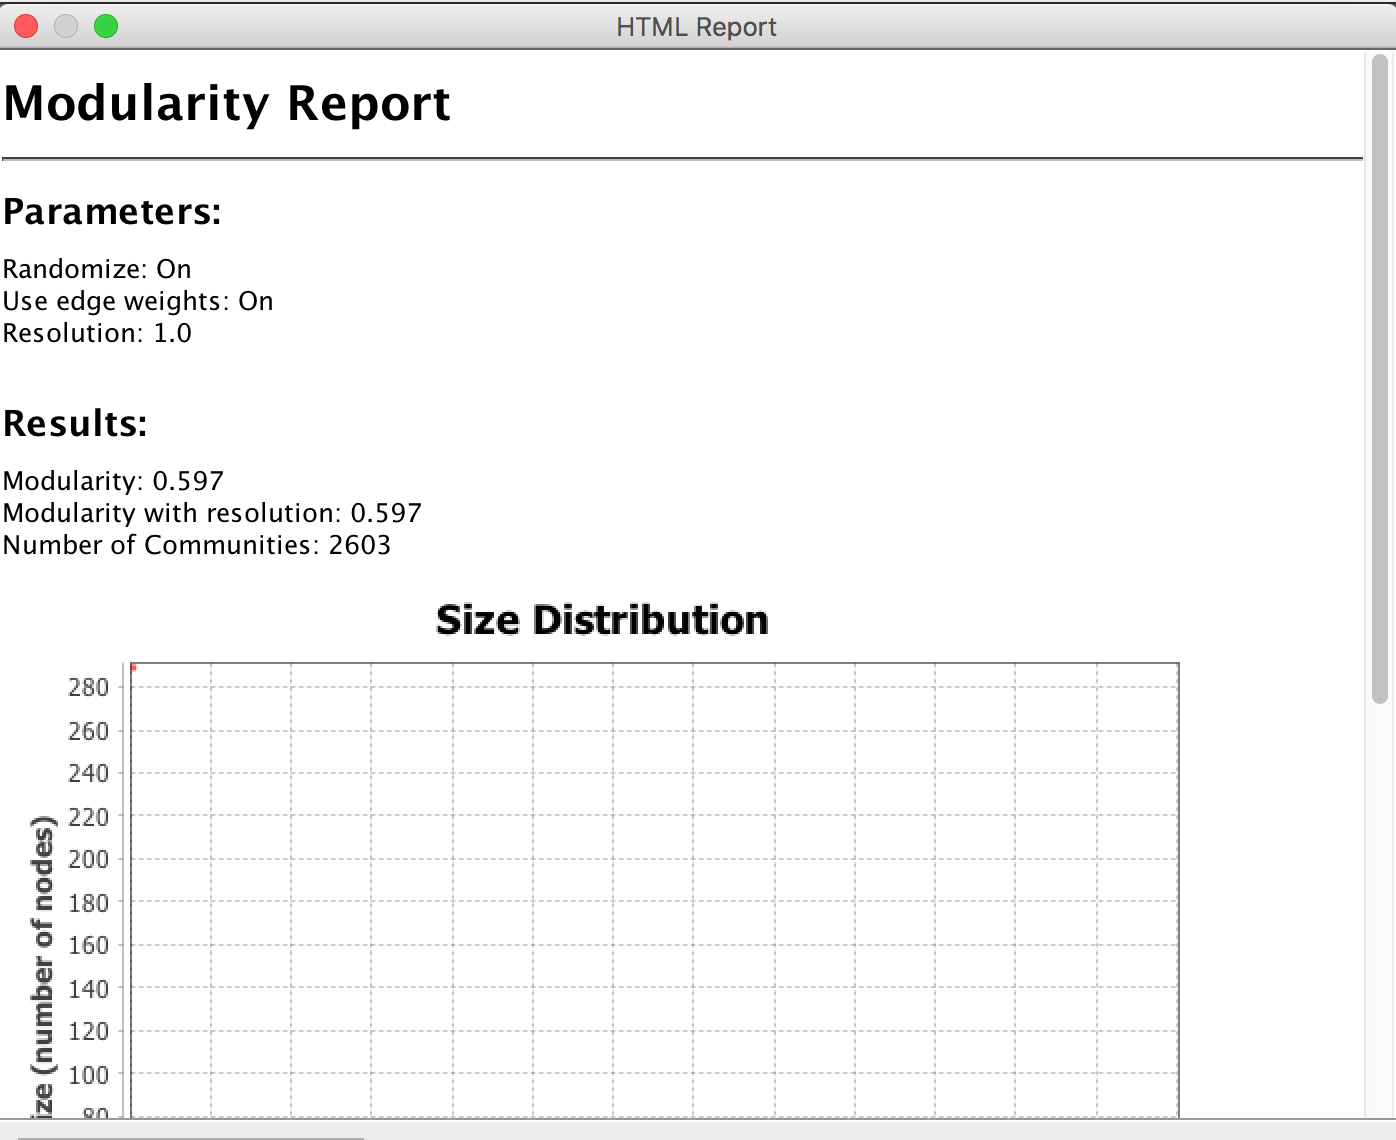 HTML Report
Modularity Report
Parameters:
Randomize: On
Use edge weights: On
Resolution: 1.0
Results:
Modularity: 0.597
Modularity with resolution: 0.597
Number of Communities: 2603
Size Distribution
280
260
240
220
200
180
160
140
120
100
80
ize (number of nodes)